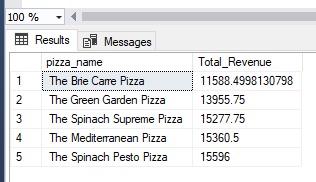 100 %
Results Messages
pizza_name Total_Revenue
1 The Brie Carre Pizza 11588.4998130798
2 The Green Garden Pizza 13955.75
3 The Spinach Supreme Pizza 15277.75
4 The Mediterranean Pizza 15360.5
5 The Spinach Pesto Pizza 15596